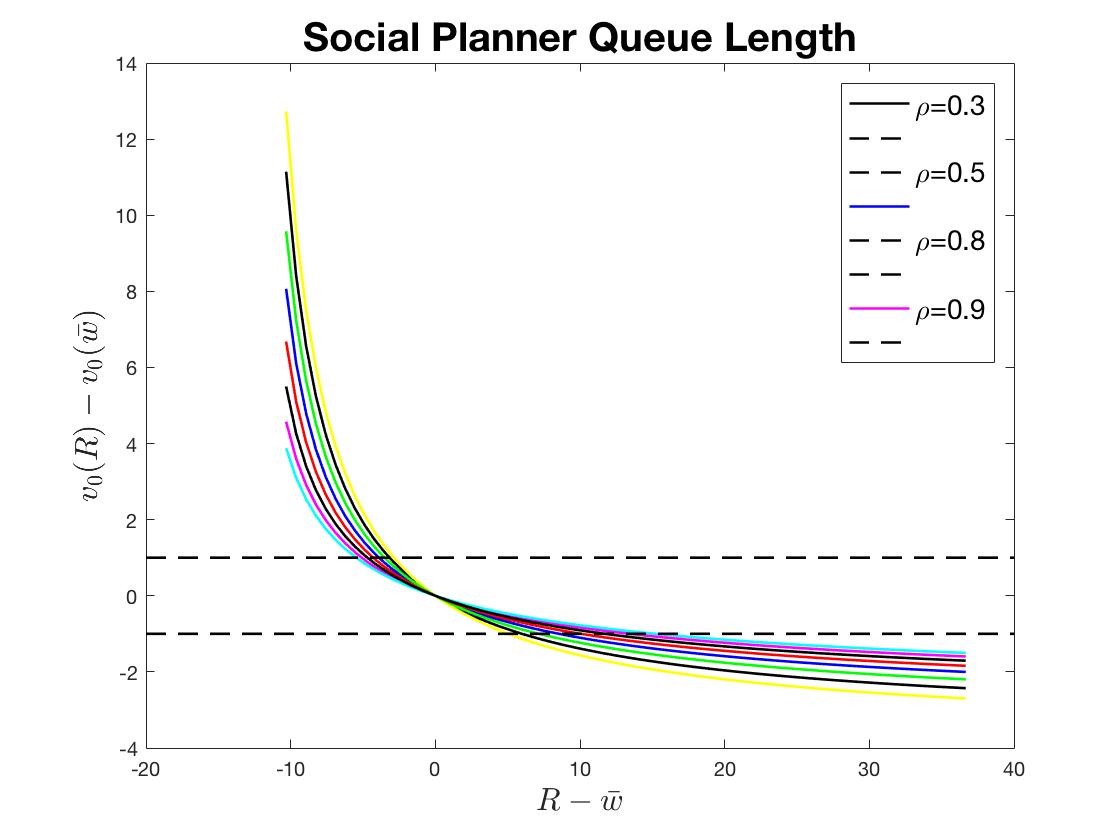 Social Planner Queue Length
14
12
10
8
6
4
2
0
-2
-4
v₀(R) − v₀(w̄)
ρ=0.3
ρ=0.5
ρ=0.8
ρ=0.9
-20 -10 0 10 20 30 40
R − w̄